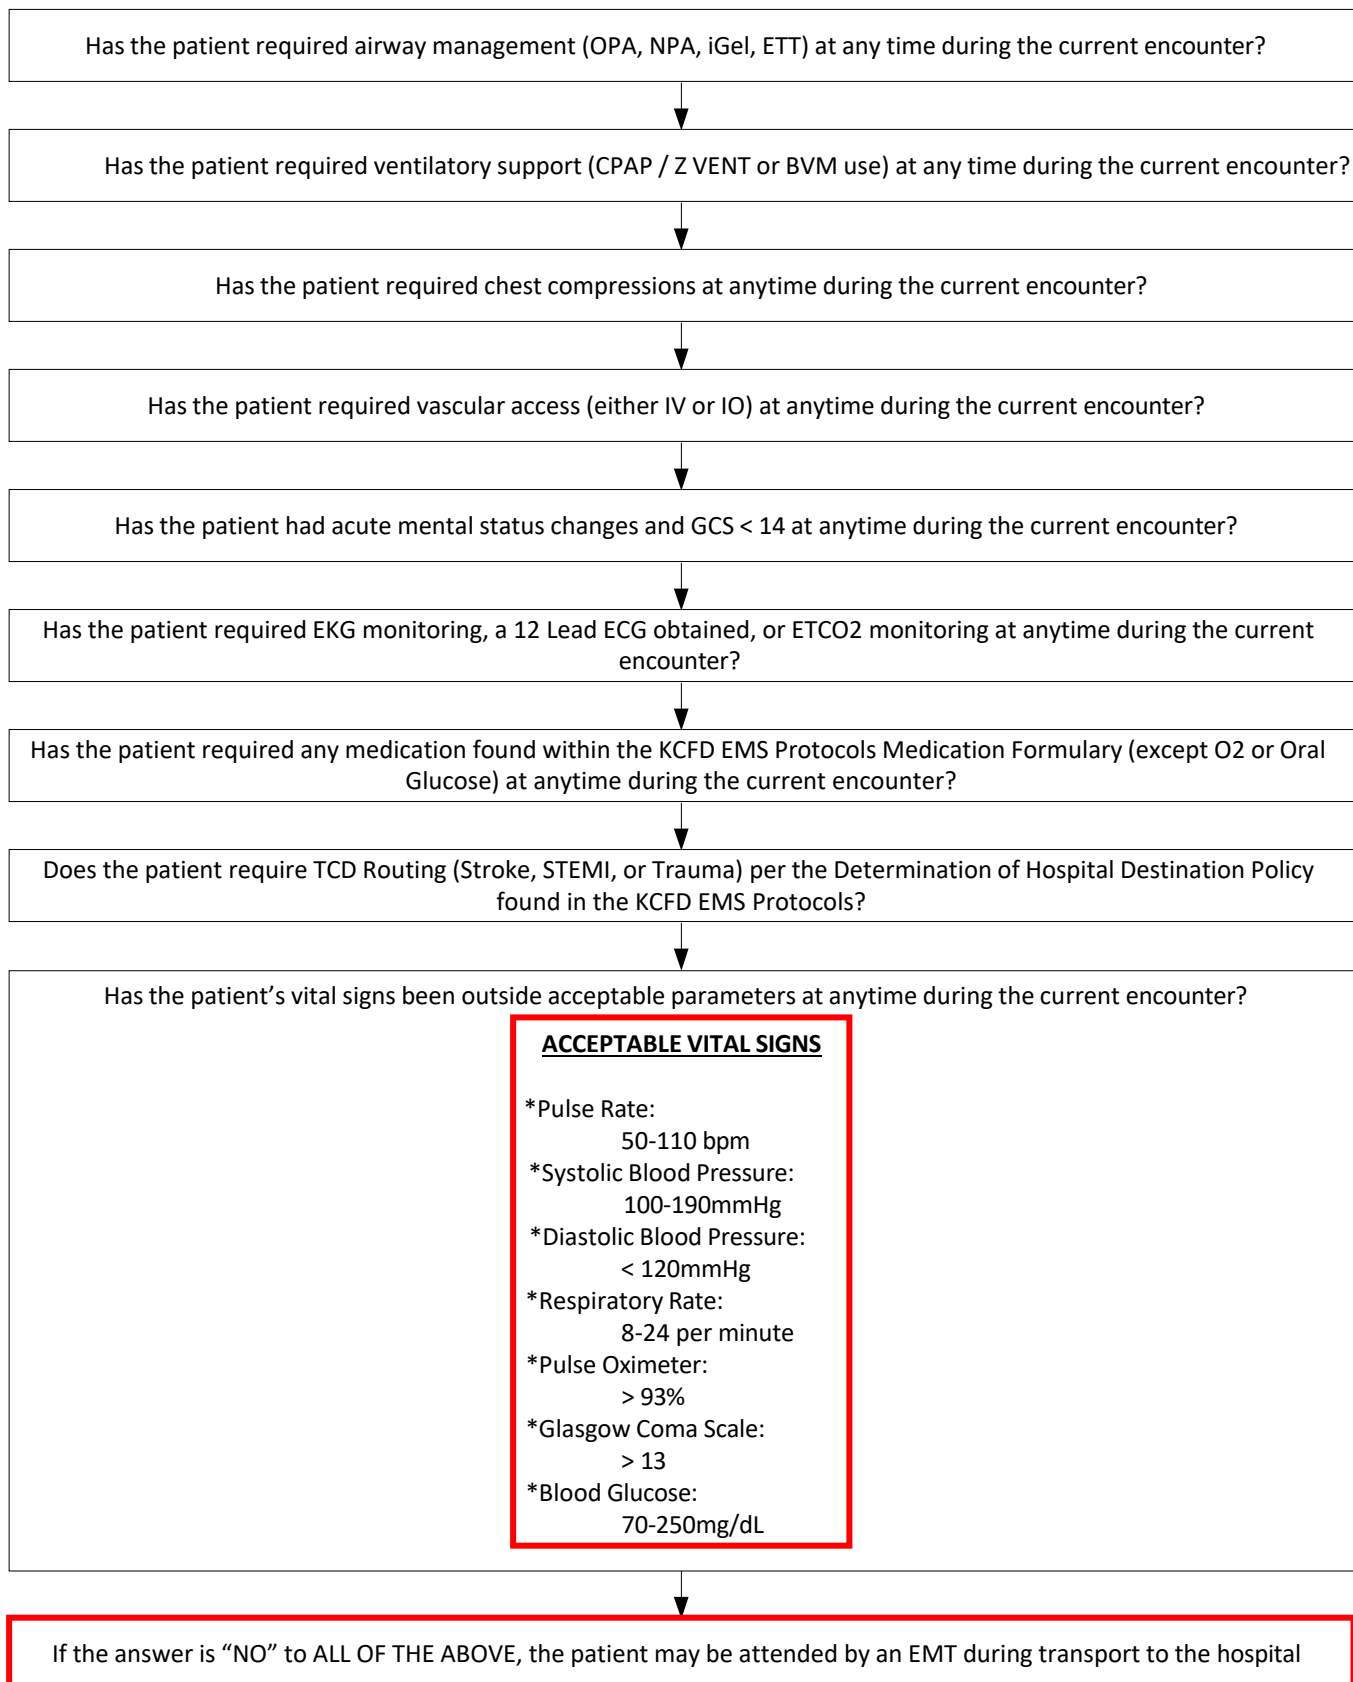 Has the patient required airway management (OPA, NPA, iGel, ETT) at any time during the current encounter?
Has the patient required ventilatory support (CPAP / Z VENT or BVM use) at any time during the current encounter?
Has the patient required chest compressions at anytime during the current encounter?
Has the patient required vascular access (either IV or IO) at anytime during the current encounter?
Has the patient had acute mental status changes and GCS < 14 at anytime during the current encounter?
Has the patient required EKG monitoring, a 12 Lead ECG obtained, or ETCO2 monitoring at anytime during the current
encounter?
Has the patient required any medication found within the KCFD EMS Protocols Medication Formulary (except O2 or Oral
Glucose) at anytime during the current encounter?
Does the patient require TCD Routing (Stroke, STEMI, or Trauma) per the Determination of Hospital Destination Policy
found in the KCFD EMS Protocols?
Has the patient’s vital signs been outside acceptable parameters at anytime during the current encounter?
ACCEPTABLE VITAL SIGNS
*Pulse Rate:
50-110 bpm
*Systolic Blood Pressure:
100-190mmHg
*Diastolic Blood Pressure:
< 120mmHg
*Respiratory Rate:
8-24 per minute
*Pulse Oximeter:
> 93%
*Glasgow Coma Scale:
> 13
*Blood Glucose:
70-250mg/dL
If the answer is “NO” to ALL OF THE ABOVE, the patient may be attended by an EMT during transport to the hospital